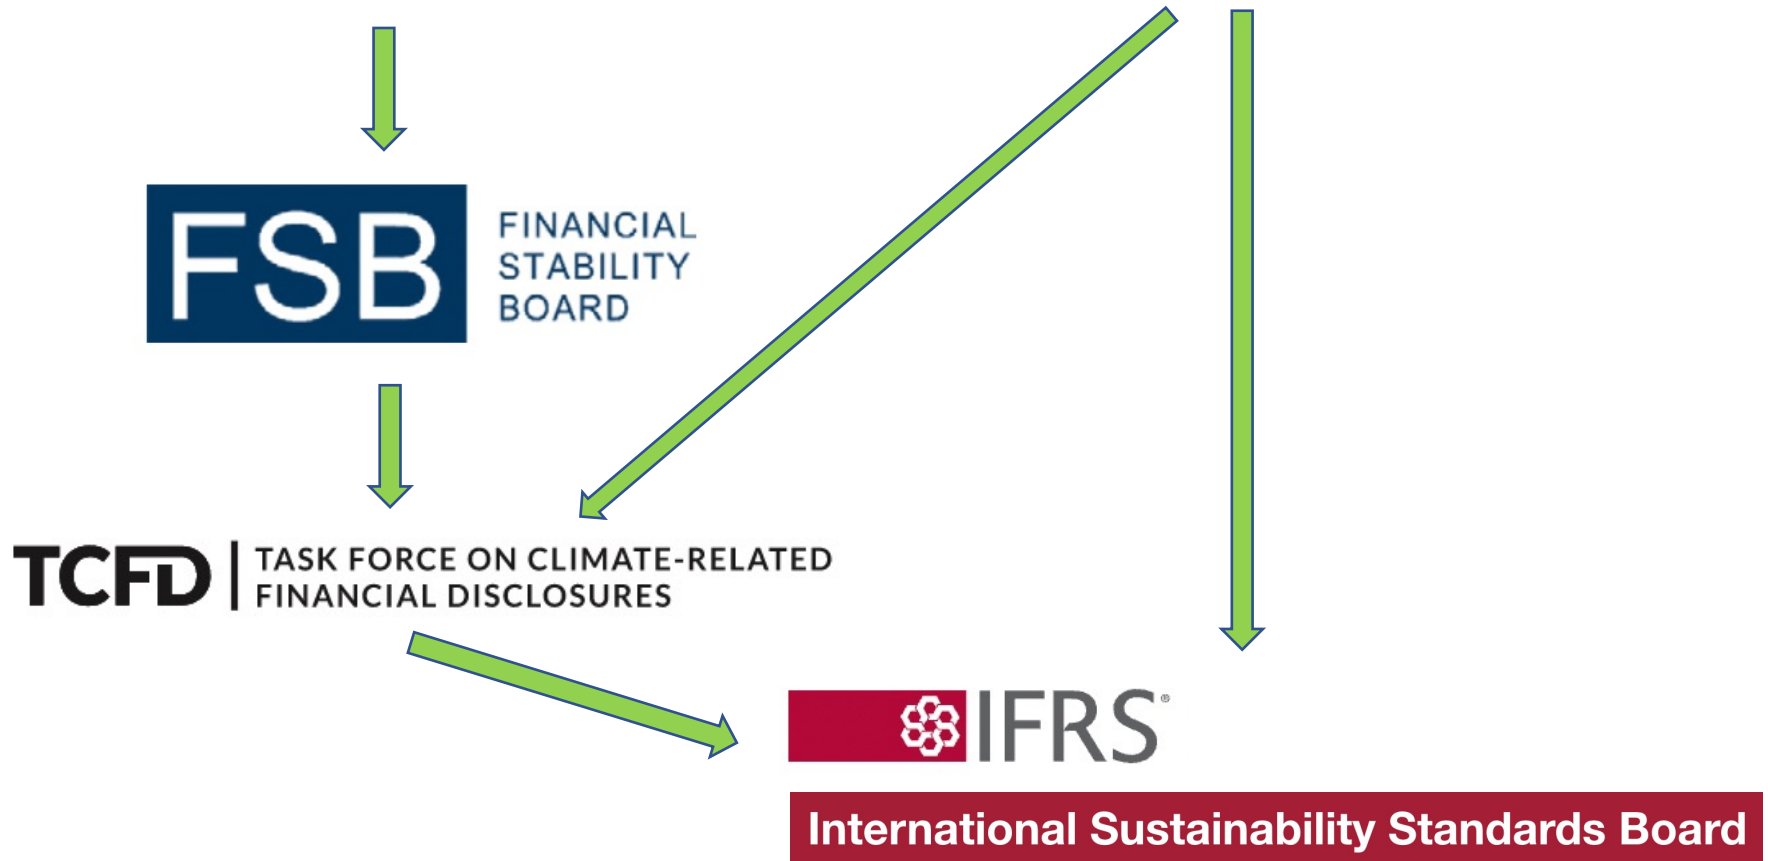 FSB
FINANCIAL
STABILITY
BOARD
TCFD
TASK FORCE ON CLIMATE-RELATED
FINANCIAL DISCLOSURES
IFRS®
International Sustainability Standards Board